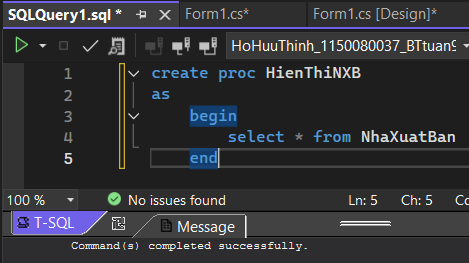 SQLQuery1.sql * Form1.cs* Form1.cs [Design]*
HoHuuThinh_1150080037_BTtuan9
1 create proc HienThiNXB
2 as
3 begin
4 select * from NhaXuatBan
5 end
100 % No issues found Ln: 5 Ch: 5
T-SQL Message
Command(s) completed successfully.